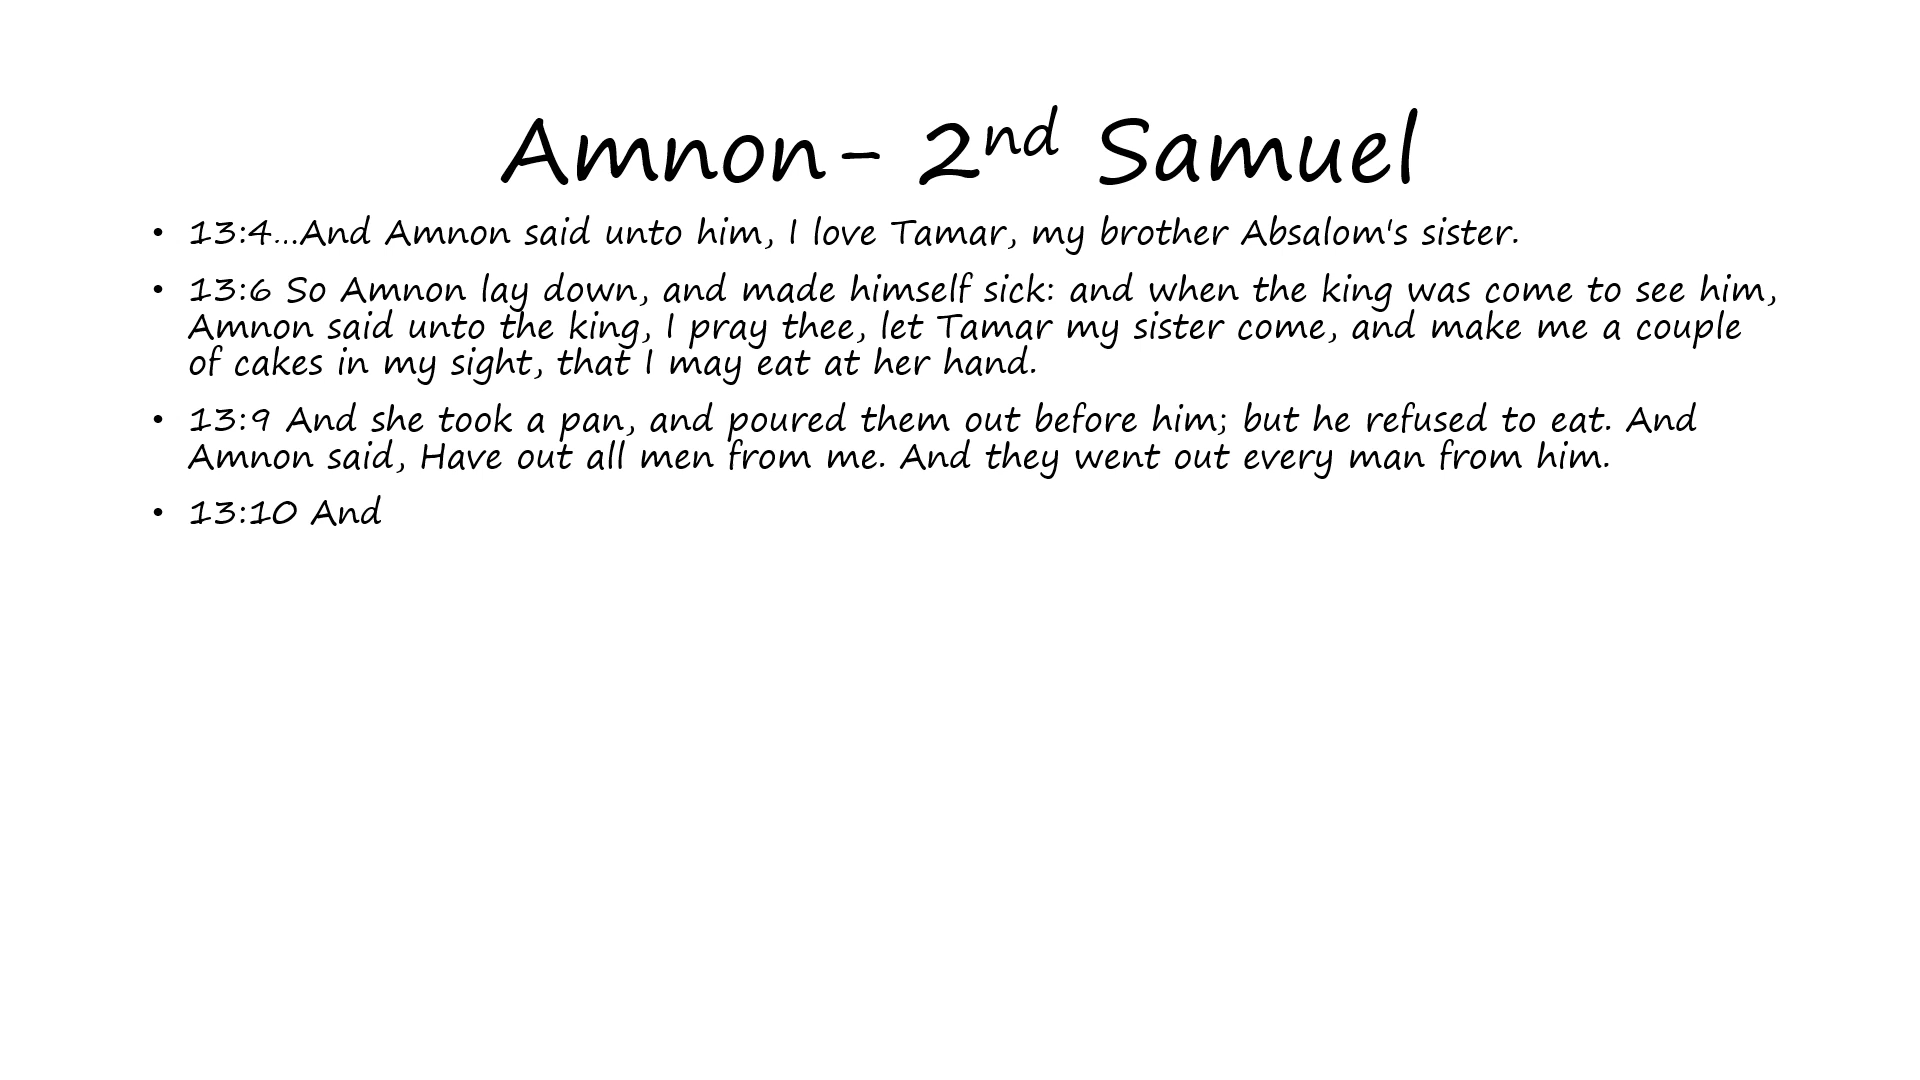 Amnon- 2nd Samuel
• 13:4...And Amnon said unto him, I love Tamar, my brother Absalom's sister.
• 13:6 So Amnon lay down, and made himself sick: and when the king was come to see him,
Amnon said unto the king, I pray thee, let Tamar my sister come, and make me a couple
of cakes in my sight, that I may eat at her hand.
• 13:9 And she took a pan, and poured them out before him; but he refused to eat. And
Amnon said, Have out all men from me. And they went out every man from him.
• 13:10 And